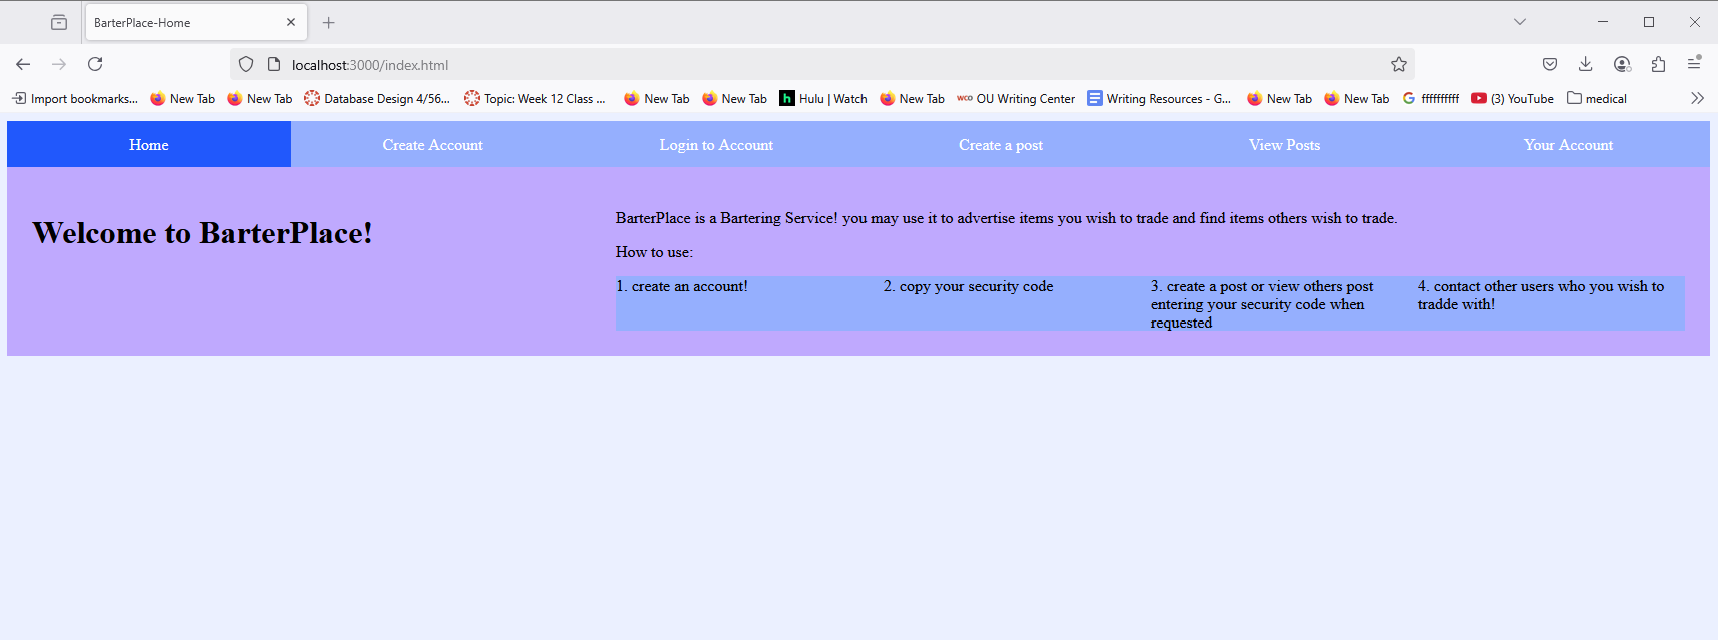 BarterPlace-Home
localhost:3000/index.html
Import bookmarks... New Tab New Tab Database Design 4/56... Topic: Week 12 Class ... New Tab New Tab Hulu | Watch New Tab wco OU Writing Center Writing Resources - G... New Tab New Tab ffffffffff (3) YouTube medical
Home Create Account Login to Account Create a post View Posts Your Account
Welcome to BarterPlace!
BarterPlace is a Bartering Service! you may use it to advertise items you wish to trade and find items others wish to trade.
How to use:
1. create an account!
2. copy your security code
3. create a post or view others post
entering your security code when
requested
4. contact other users who you wish to
tradde with!